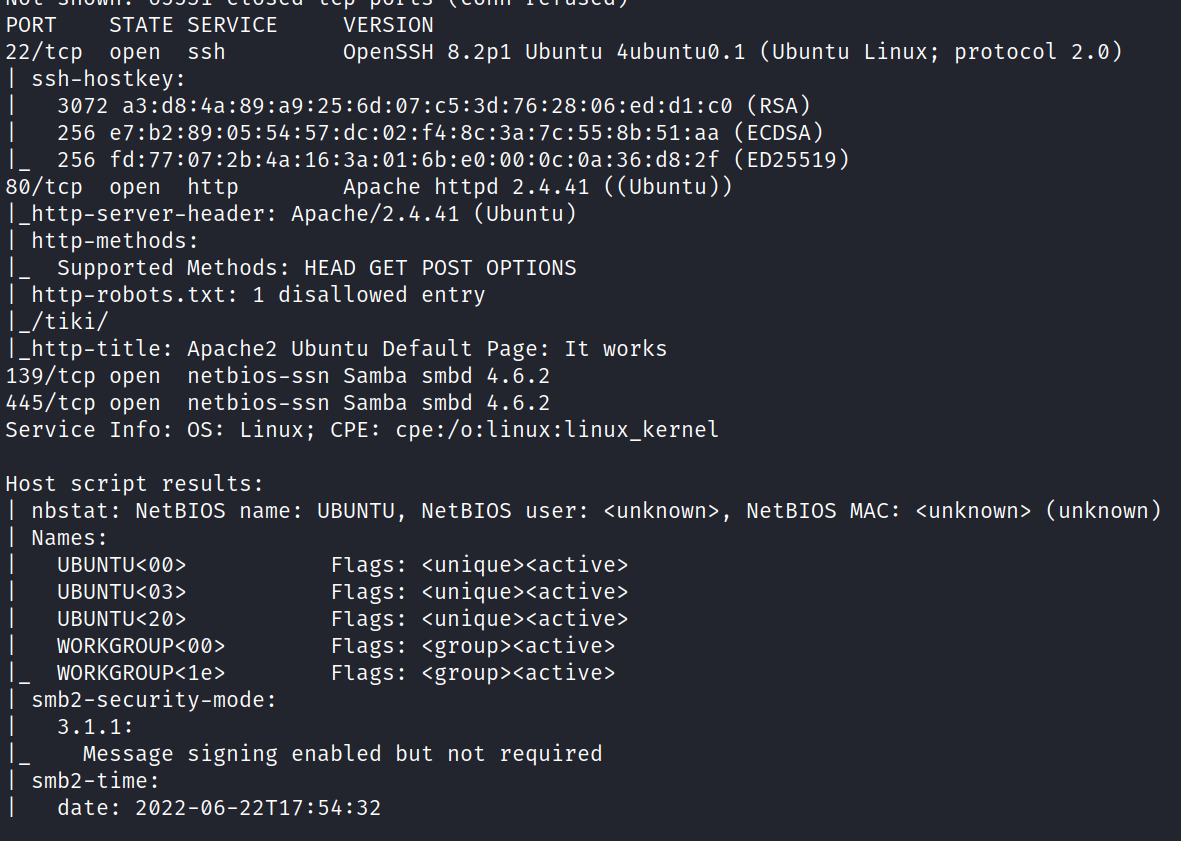 Not shown: 65531 closed tcp ports (conn-refused)
PORT    STATE SERVICE     VERSION
22/tcp  open  ssh         OpenSSH 8.2p1 Ubuntu 4ubuntu0.1 (Ubuntu Linux; protocol 2.0)
| ssh-hostkey:
|   3072 a3:d8:4a:89:a9:25:6d:07:c5:3d:76:28:06:ed:d1:c0 (RSA)
|   256 e7:b2:89:05:54:57:dc:02:f4:8c:3a:7c:55:8b:51:aa (ECDSA)
|_  256 fd:77:07:2b:4a:16:3a:01:6b:e0:00:0c:0a:36:d8:2f (ED25519)
80/tcp  open  http        Apache httpd 2.4.41 ((Ubuntu))
|_http-server-header: Apache/2.4.41 (Ubuntu)
| http-methods:
|_  Supported Methods: HEAD GET POST OPTIONS
| http-robots.txt: 1 disallowed entry
|_/tiki/
|_http-title: Apache2 Ubuntu Default Page: It works
139/tcp open  netbios-ssn Samba smbd 4.6.2
445/tcp open  netbios-ssn Samba smbd 4.6.2
Service Info: OS: Linux; CPE: cpe:/o:linux:linux_kernel

Host script results:
| nbstat: NetBIOS name: UBUNTU, NetBIOS user: <unknown>, NetBIOS MAC: <unknown> (unknown)
| Names:
|   UBUNTU<00>           Flags: <unique><active>
|   UBUNTU<03>           Flags: <unique><active>
|   UBUNTU<20>           Flags: <unique><active>
|   WORKGROUP<00>        Flags: <group><active>
|_  WORKGROUP<1e>        Flags: <group><active>
| smb2-security-mode:
|   3.1.1:
|_    Message signing enabled but not required
| smb2-time:
|   date: 2022-06-22T17:54:32